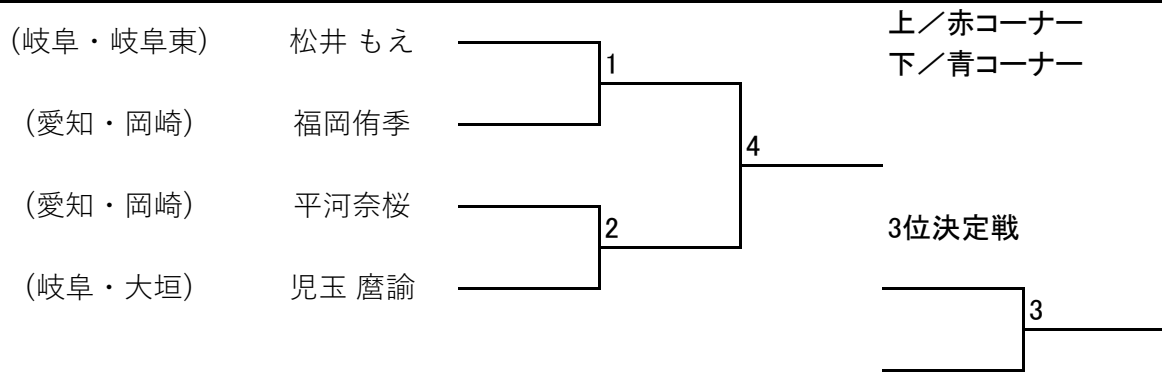 (岐阜・岐阜東) 松井 もえ
上／赤コーナー
下／青コーナー
1
(愛知・岡崎) 福岡侑季
4
(愛知・岡崎) 平河奈桜
2
3位決定戦
(岐阜・大垣) 児玉 麿諭
3